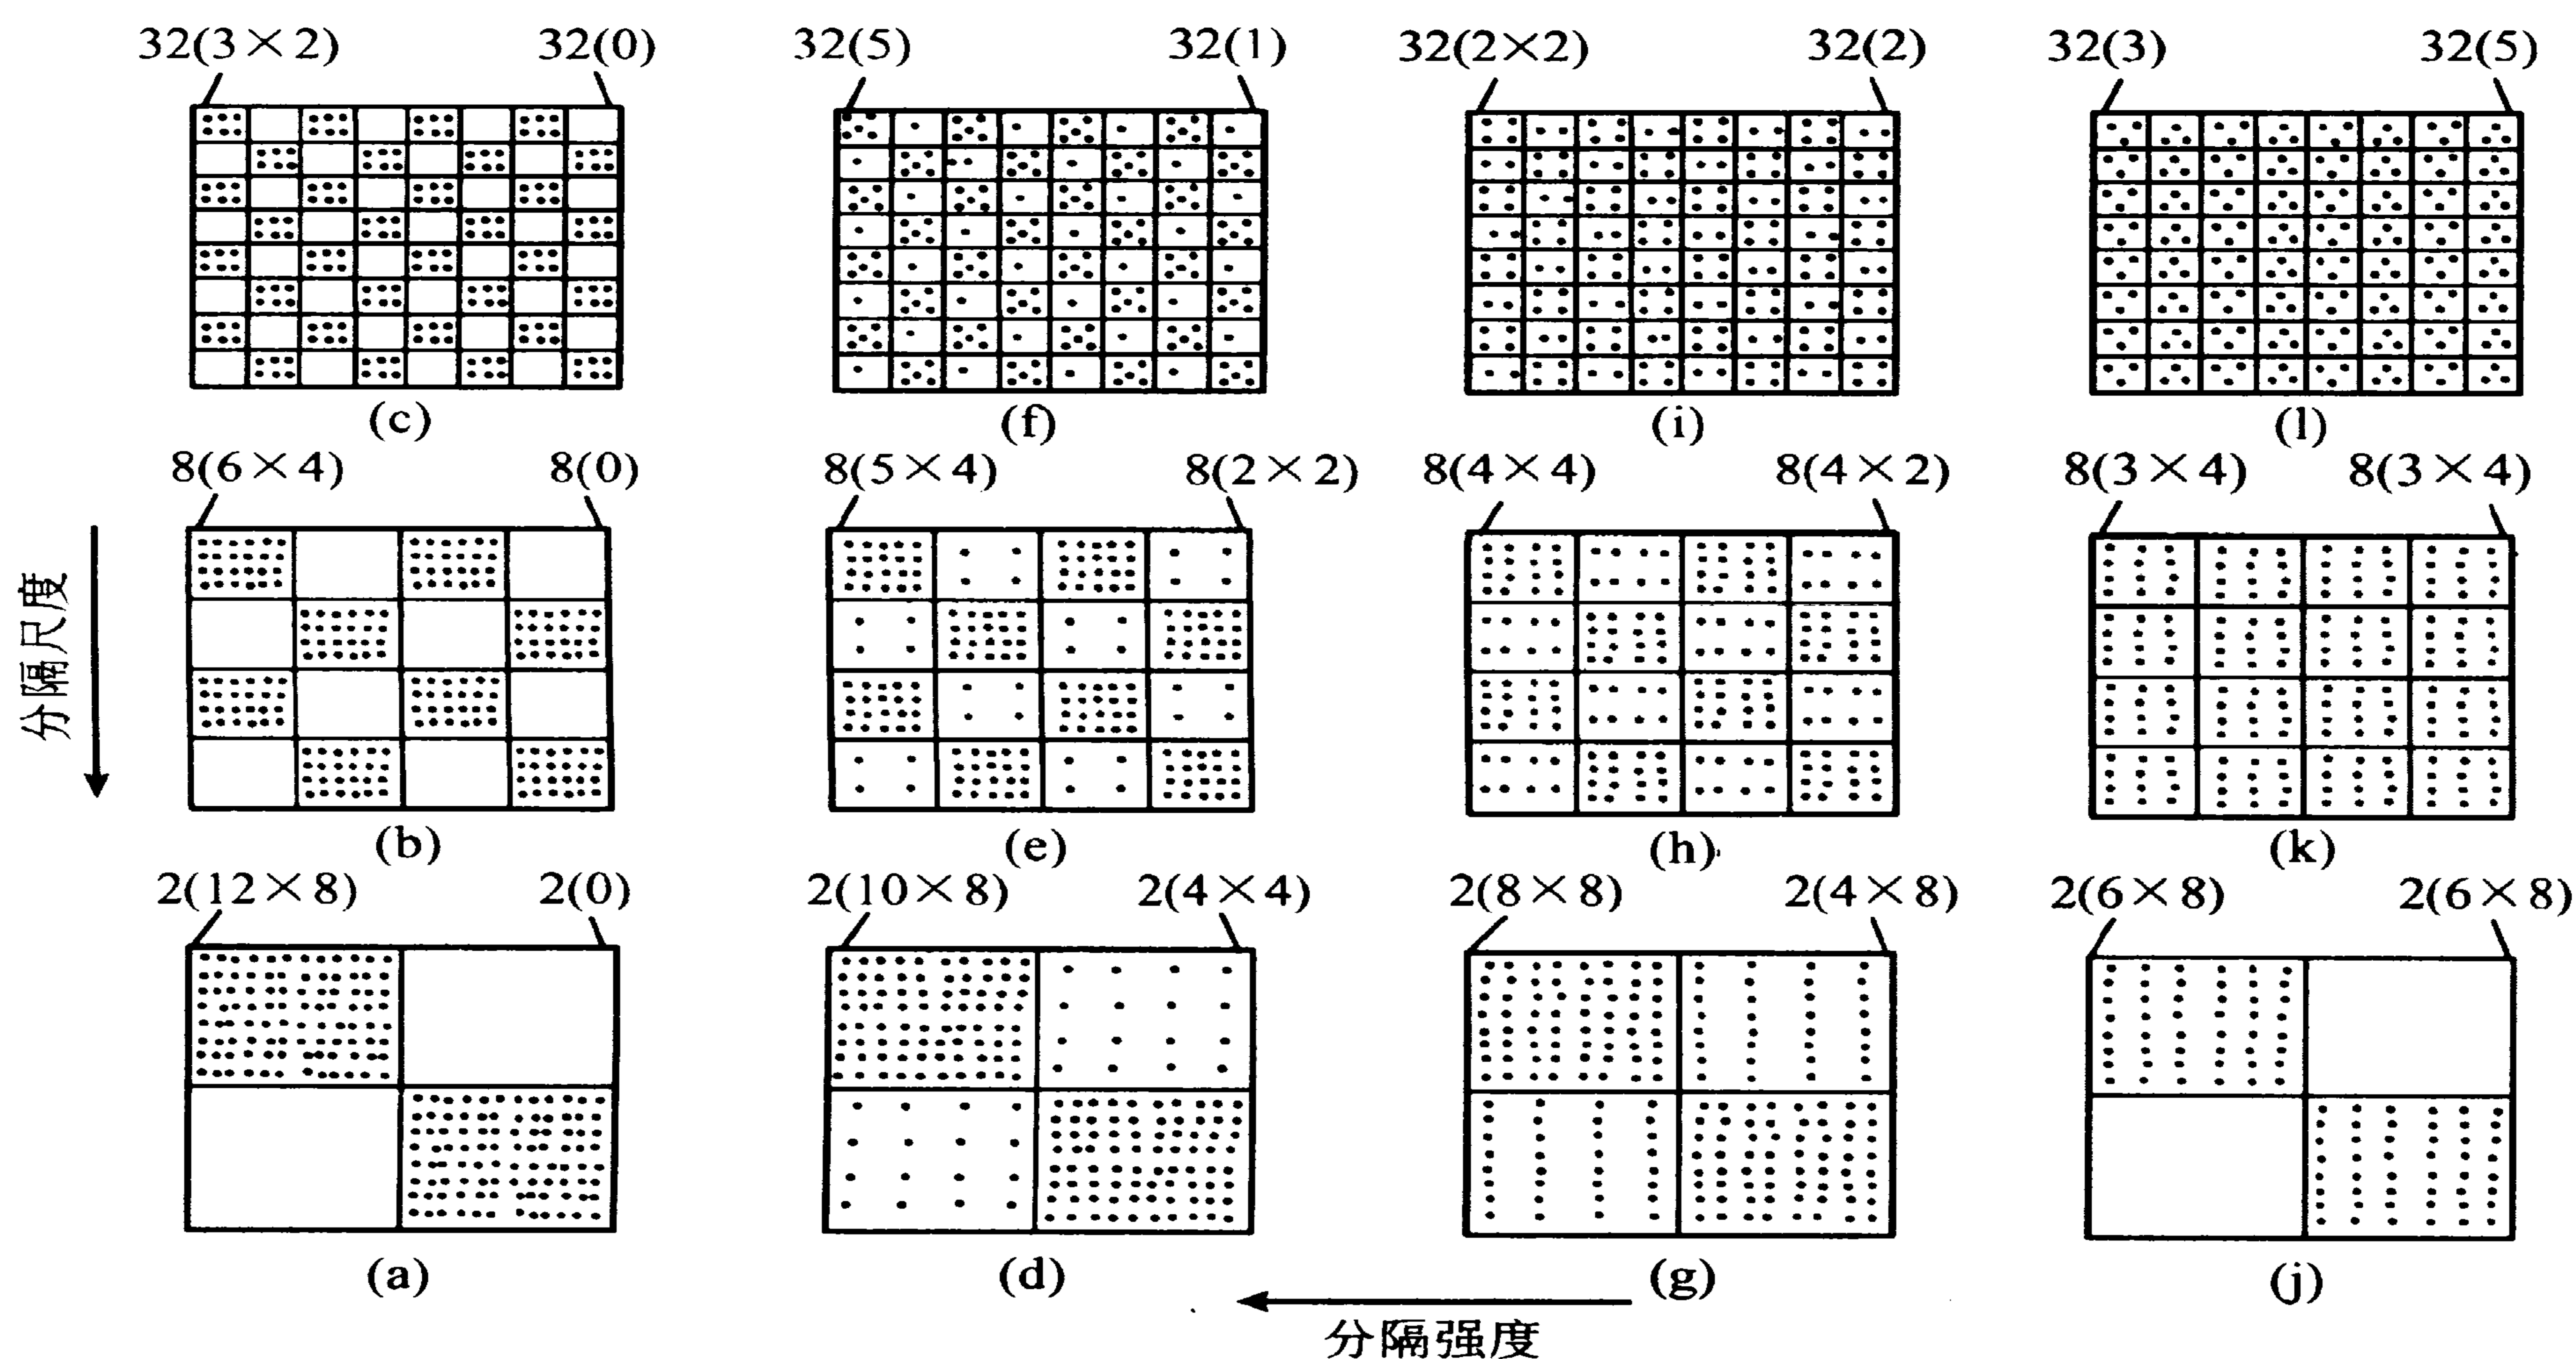 32(3×2) 32(0) 32(5) 32(1) 32(2×2) 32(2) 32(3) 32(5)
(c) (f) (i) (l)
8(6×4) 8(0) 8(5×4) 8(2×2) 8(4×4) 8(4×2) 8(3×4) 8(3×4)
分隔尺度
(b) (e) (h) (k)
2(12×8) 2(0) 2(10×8) 2(4×4) 2(8×8) 2(4×8) 2(6×8) 2(6×8)
(a) (d) (g) (j)
分隔强度